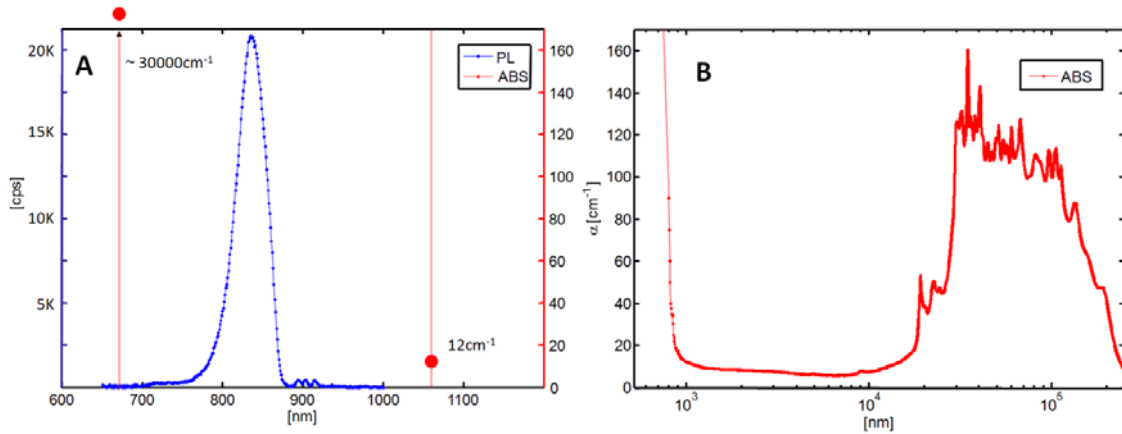 A
~ 30000cm⁻¹
PL
ABS
20K
15K
10K
5K
[cps]
160
140
120
100
80
60
40
20
0
12cm⁻¹
600
700
800
900
1000
1100
[nm]
B
ABS
160
140
120
100
80
60
40
20
0
α [cm⁻¹]
10³
10⁴
10⁵
[nm]